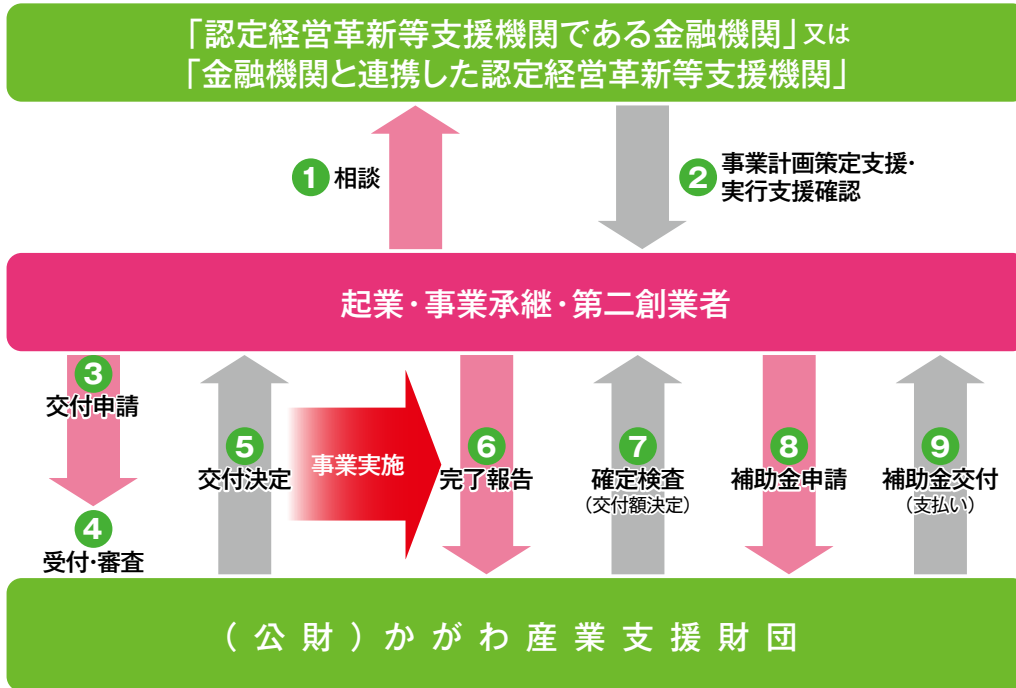 「認定経営革新等支援機関である金融機関」又は
「金融機関と連携した認定経営革新等支援機関」
1 相談
2 事業計画策定支援・
実行支援確認
起業・事業承継・第二創業者
3
交付申請
4
受付・審査
5
交付決定
事業実施
6
完了報告
7
確定検査
(交付額決定)
8
補助金申請
9
補助金交付
(支払い)
(公財)かがわ産業支援財団